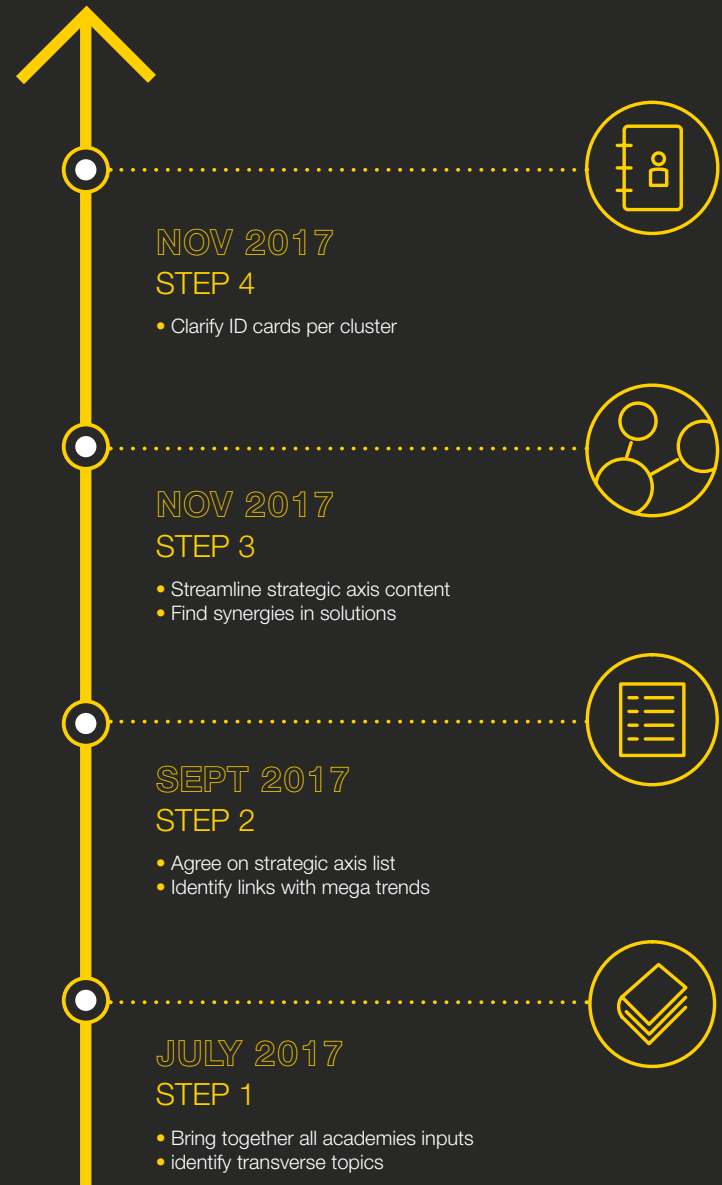 NOV 2017
STEP 4
• Clarify ID cards per cluster
NOV 2017
STEP 3
• Streamline strategic axis content
• Find synergies in solutions
SEPT 2017
STEP 2
• Agree on strategic axis list
• Identify links with mega trends
JULY 2017
STEP 1
• Bring together all academies inputs
• identify transverse topics